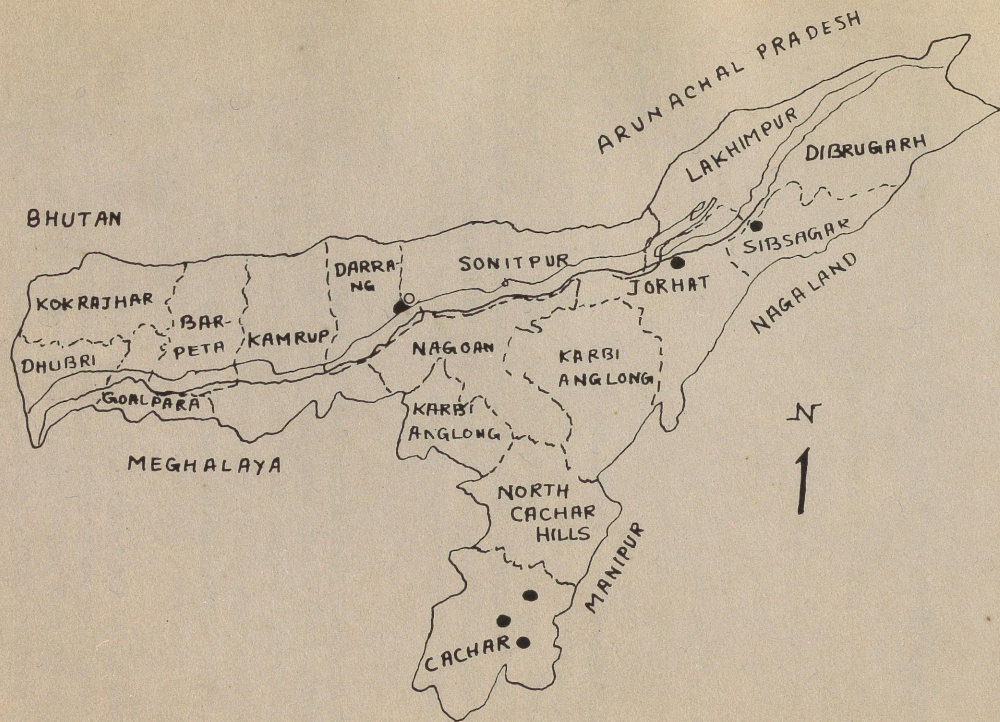 ARUNACHAL PRADESH
LAKHIMPUR
DIBRUGARH
BHUTAN
SIBSAGAR
SONITPUR
DARRA-
NG
JORHAT
NAGALAND
KOKRAJHAR
BAR-
PETA
KAMRUP
NAGOAN
DHUBRI
KARBI
ANGLONG
GOALPARA
KARBI
ANGLONG
N
MEGHALAYA
NORTH
CACHAR
HILLS
MANIPUR
CACHAR